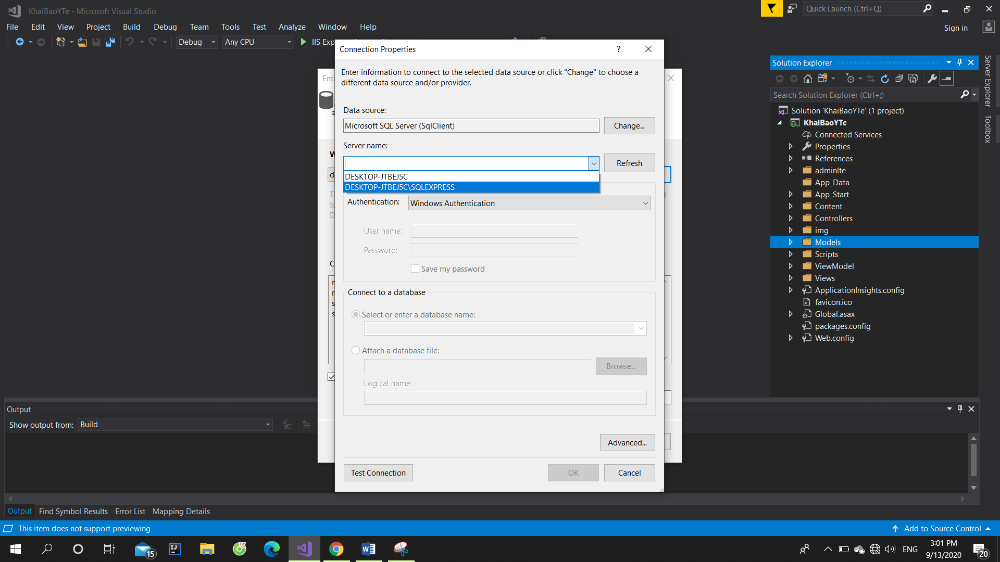 KhaiBaoYTe - Microsoft Visual Studio
Quick Launch (Ctrl+Q)
File Edit View Project Build Debug Team Tools Test Analyze Window Help
Sign in
Debug Any CPU IIS Exp
Connection Properties
?
Enter information to connect to the selected data source or click "Change" to choose a
different data source and/or provider.
Data source:
Microsoft SQL Server (SqlClient)
Change...
Server name:
Refresh
DESKTOP-JTBEJ5C
DESKTOP-JTBEJ5C\SQLEXPRESS
Authentication:
Windows Authentication
User name:
Password:
Save my password
Connect to a database
Select or enter a database name:
Attach a database file:
Browse...
Logical name:
Advanced...
Test Connection
OK
Cancel
Enti
Solution Explorer
Search Solution Explorer (Ctrl+;)
Solution 'KhaiBaoYTe' (1 project)
KhaiBaoYTe
Connected Services
Properties
References
adminlte
App_Data
App_Start
Content
Controllers
img
Models
Scripts
ViewModel
Views
ApplicationInsights.config
favicon.ico
Global.asax
packages.config
Web.config
Server Explorer
Toolbox
Output
Show output from: Build
Output Find Symbol Results Error List Mapping Details
This item does not support previewing
Add to Source Control
15
ENG
3:01 PM
9/13/2020
20